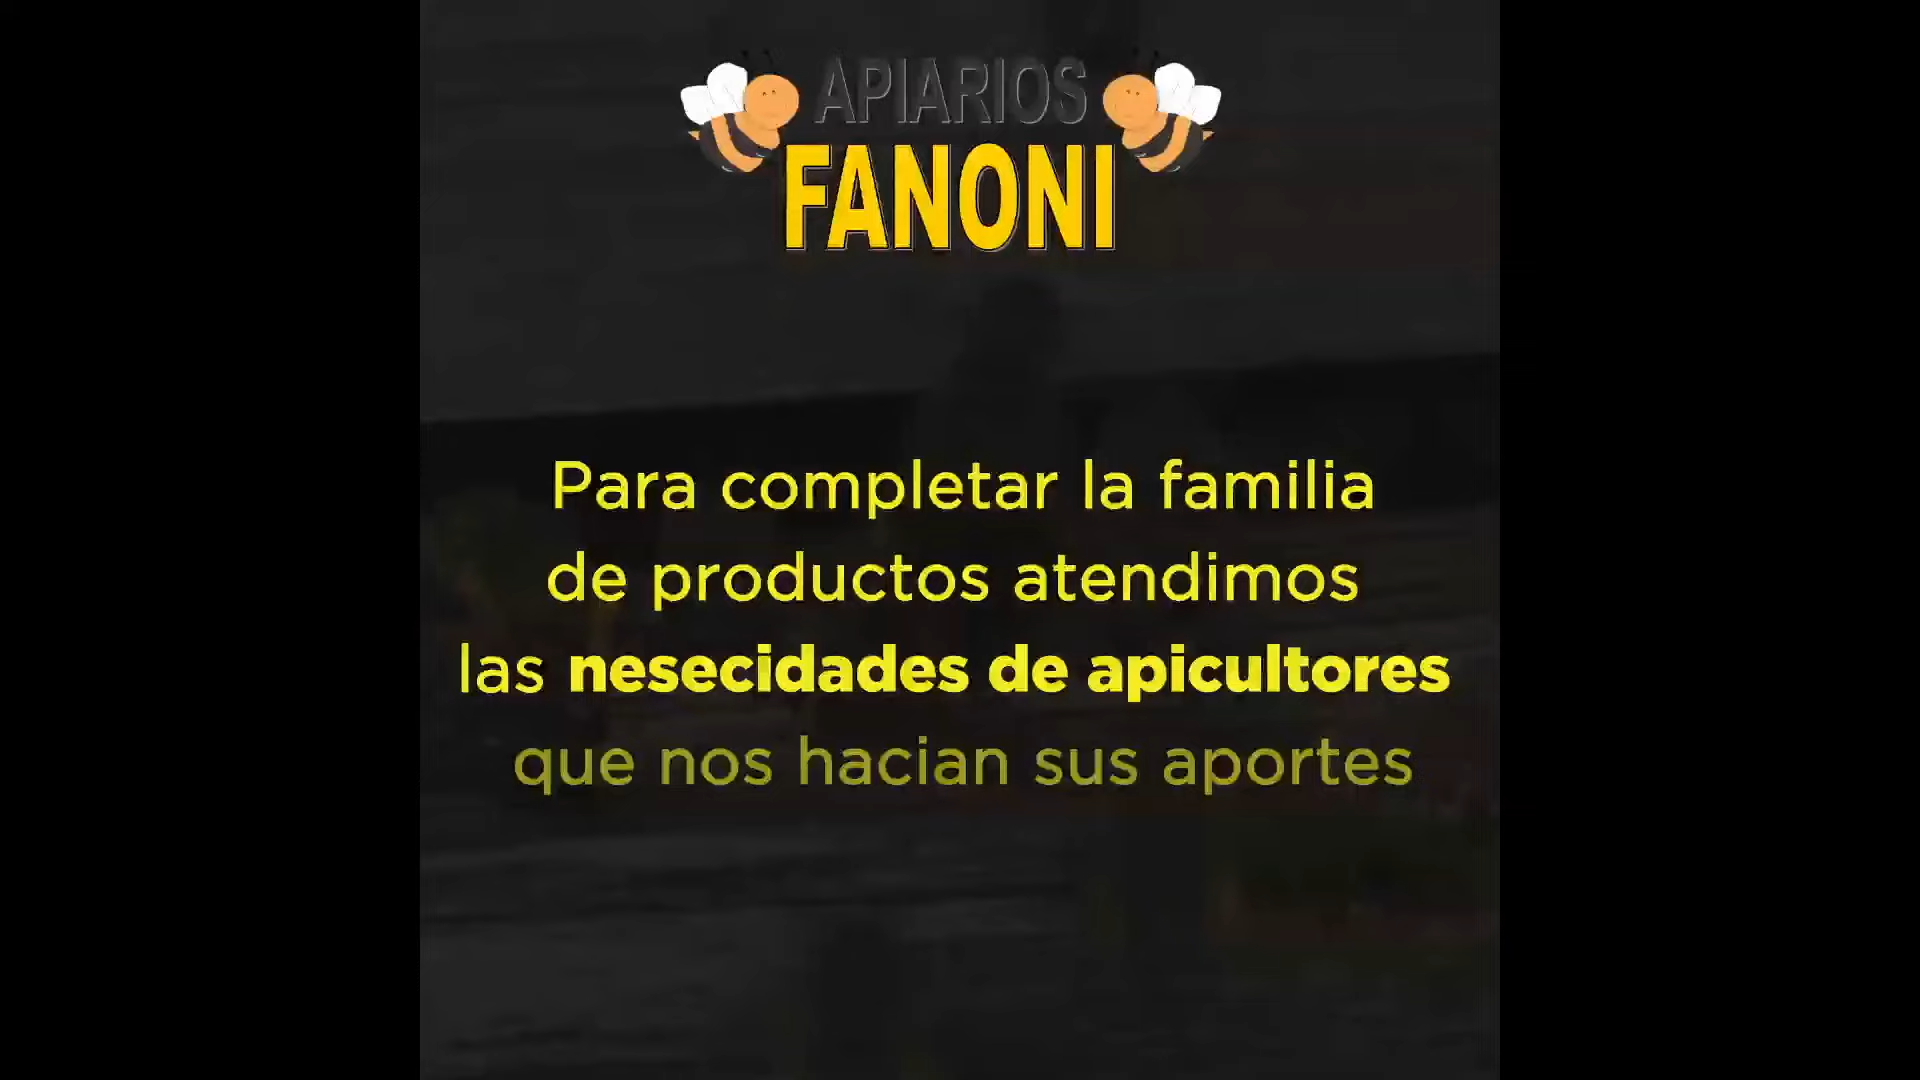 APIARIOS
FANONI
Para completar la familia
de productos atendimos
las nesecidades de apicultores
que nos hacian sus aportes